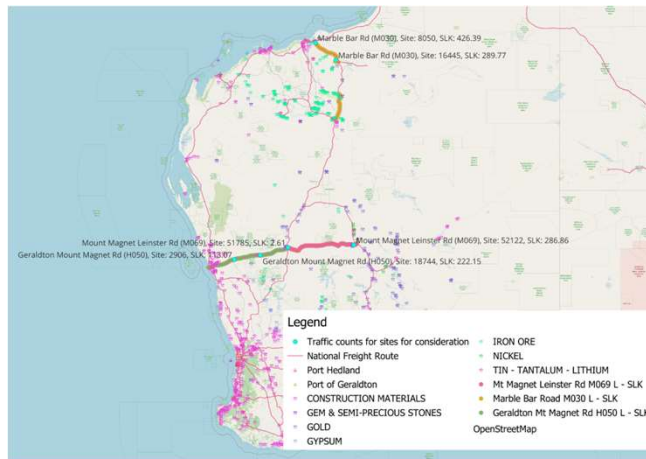 Marble Bar Rd (M030), Site: 8050, SLK: 426.39
Marble Bar Rd (M030), Site: 16445, SLK: 289.77
Mount Magnet Leinster Rd (M069), Site: 51785, SLK: 2.61
Mount Magnet Leinster Rd (M069), Site: 52122, SLK: 286.86
Geraldton Mount Magnet Rd (H050), Site: 2906, SLK: 113.07
Geraldton Mount Magnet Rd (H050), Site: 18744, SLK: 222.15
Legend
Traffic counts for sites for consideration
National Freight Route
Port Hedland
Port of Geraldton
CONSTRUCTION MATERIALS
GEM & SEMI-PRECIOUS STONES
GOLD
GYPSUM
IRON ORE
NICKEL
TIN - TANTALUM - LITHIUM
Mt Magnet Leinster Rd M069 L - SLK
Marble Bar Road M030 L - SLK
Geraldton Mt Magnet Rd H050 L - SLK
OpenStreetMap